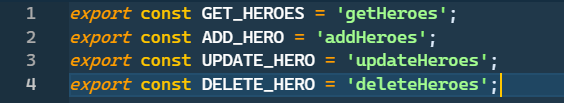 1 export const GET_HEROES = 'getHeroes';
2 export const ADD_HERO = 'addHeroes';
3 export const UPDATE_HERO = 'updateHeroes';
4 export const DELETE_HERO = 'deleteHeroes';